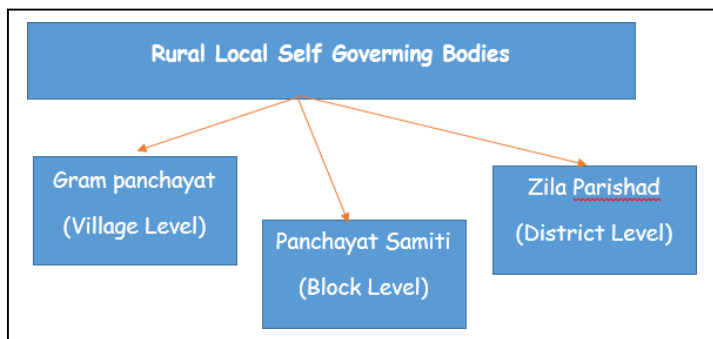 Rural Local Self Governing Bodies
Gram panchayat
(Village Level)
Panchayat Samiti
(Block Level)
Zila Parishad
(District Level)